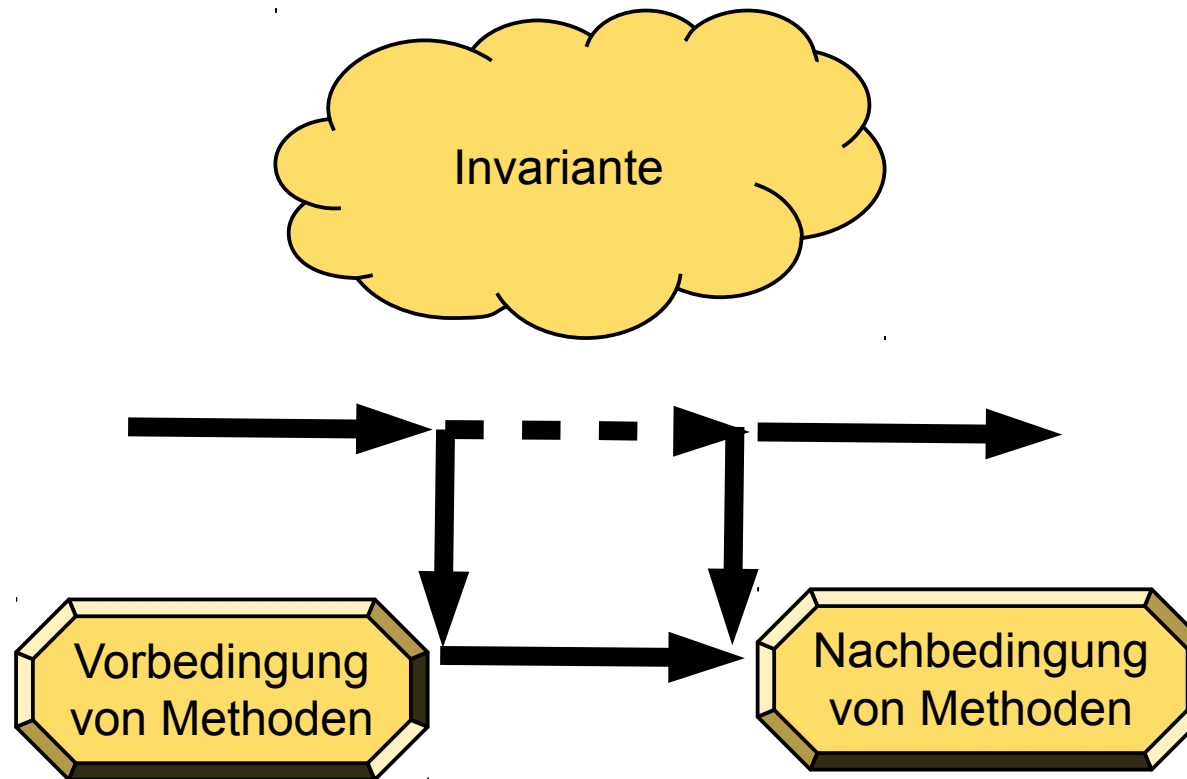 Invariante
Vorbedingung
von Methoden
Nachbedingung
von Methoden